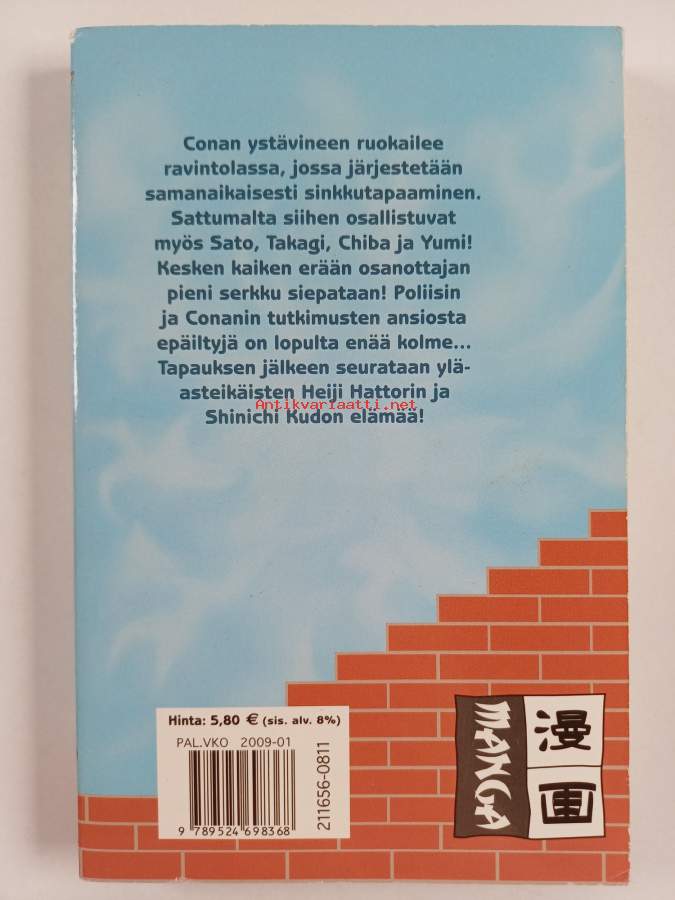 Conan ystävineen ruokailee
ravintolassa, jossa järjestetään
samanaikaisesti sinkkutapaaminen.
Sattumalta siihen osallistuvat
myös Sato, Takagi, Chiba ja Yumi!
Kesken kaiken erään osanottajan
pieni serkku siepataan! Poliisin
ja Conanin tutkimusten ansiosta
epäiltyjä on lopulta enää kolme...
Tapauksen jälkeen seurataan ylä-
asteikäisten Heiji Hattorin ja
Antikvariaatti.net
Shinichi Kudon elämää!
Hinta: 5,80 € (sis. alv. 8%)
PAL.VKO 2009-01
211656-0811
9 789524 698368
MANGA
漫画